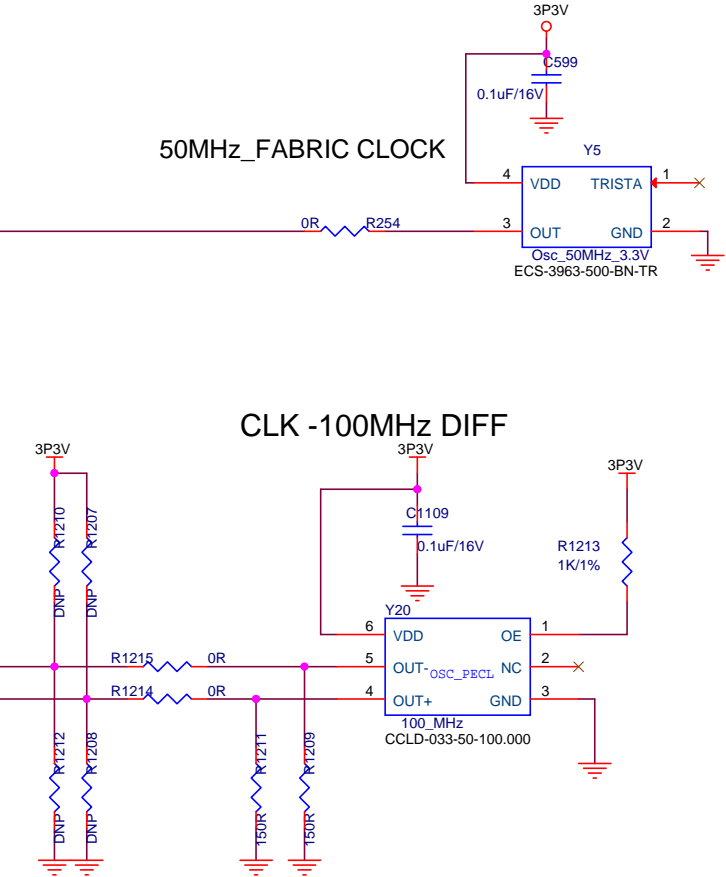 3P3V
C599
0.1uF/16V
50MHz_FABRIC CLOCK
Y5
4
VDD
TRISTA
1
0R
R254
3
OUT
GND
2
Osc_50MHz_3.3V
ECS-3963-500-BN-TR
CLK -100MHz DIFF
3P3V
3P3V
3P3V
R1210
R1207
C1109
0.1uF/16V
R1213
1K/1%
DNP
DNP
Y20
6
VDD
OE
1
R1215
0R
5
OUT-
OSC_PECL
NC
2
R1214
0R
4
OUT+
GND
3
100_MHz
CCLD-033-50-100.000
R1212
R1208
R1211
R1209
DNP
DNP
150R
150R